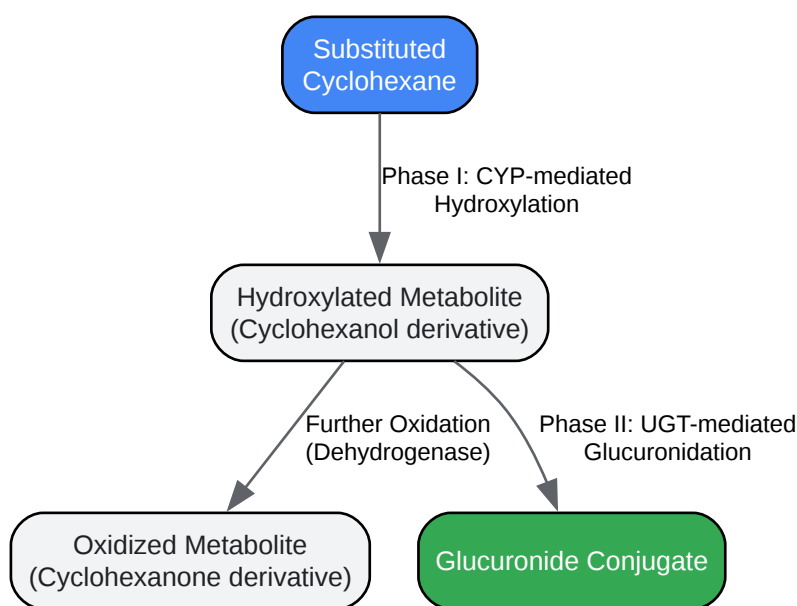 Substituted
Cyclohexane
Phase I: CYP-mediated
Hydroxylation
Hydroxylated Metabolite
(Cyclohexanol derivative)
Further Oxidation
(Dehydrogenase)
Phase II: UGT-mediated
Glucuronidation
Oxidized Metabolite
(Cyclohexanone derivative)
Glucuronide Conjugate